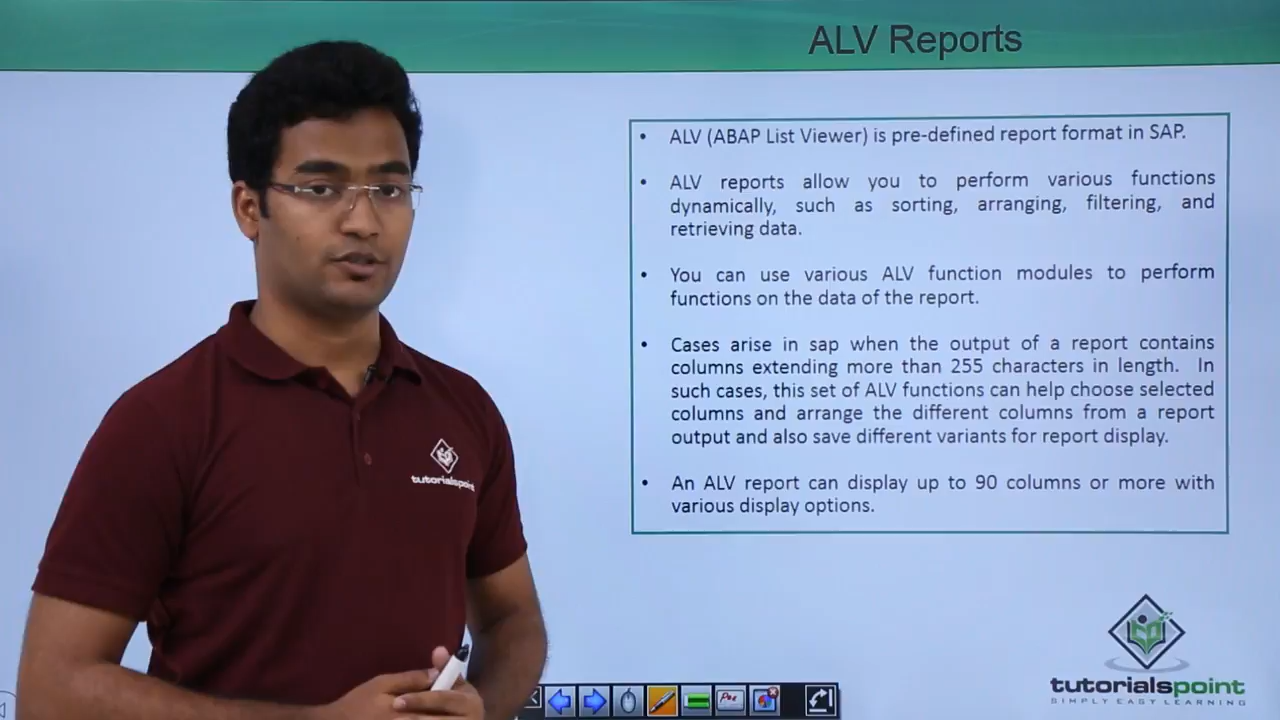 ALV Reports
• ALV (ABAP List Viewer) is pre-defined report format in SAP.
• ALV reports allow you to perform various functions
dynamically, such as sorting, arranging, filtering, and
retrieving data.
• You can use various ALV function modules to perform
functions on the data of the report.
• Cases arise in sap when the output of a report contains
columns extending more than 255 characters in length. In
such cases, this set of ALV functions can help choose selected
columns and arrange the different columns from a report
output and also save different variants for report display.
• An ALV report can display up to 90 columns or more with
various display options.
tutorialspoint
tutorialspoint
SIMPLY EASY LEARNING